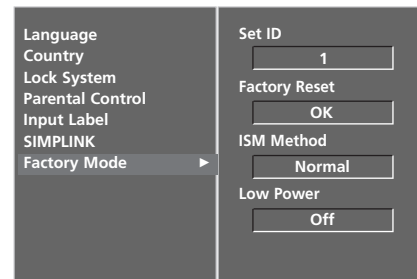 Language
Country
Lock System
Parental Control
Input Label
SIMPLINK
Factory Mode ►
Set ID
1
Factory Reset
OK
ISM Method
Normal
Low Power
Off